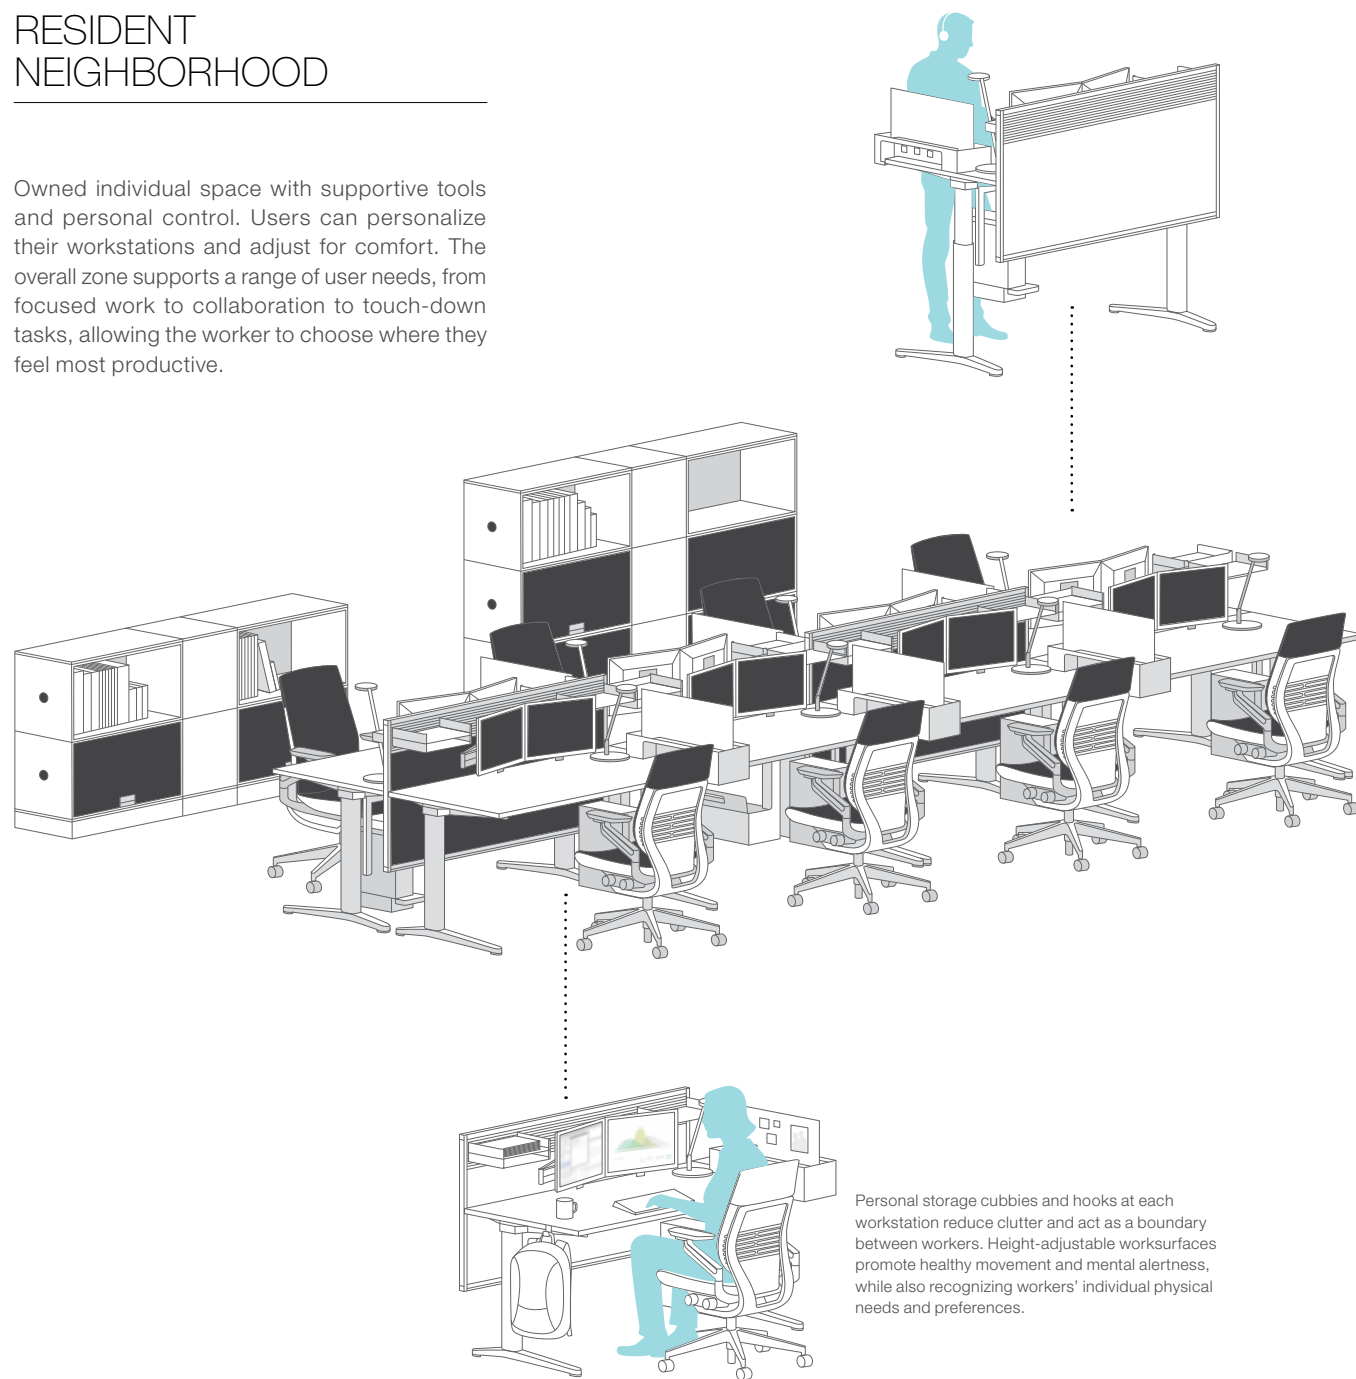 RESIDENT
NEIGHBORHOOD
Owned individual space with supportive tools
and personal control. Users can personalize
their workstations and adjust for comfort. The
overall zone supports a range of user needs, from
focused work to collaboration to touch-down
tasks, allowing the worker to choose where they
feel most productive.
Personal storage cubbies and hooks at each
workstation reduce clutter and act as a boundary
between workers. Height-adjustable worksurfaces
promote healthy movement and mental alertness,
while also recognizing workers’ individual physical
needs and preferences.